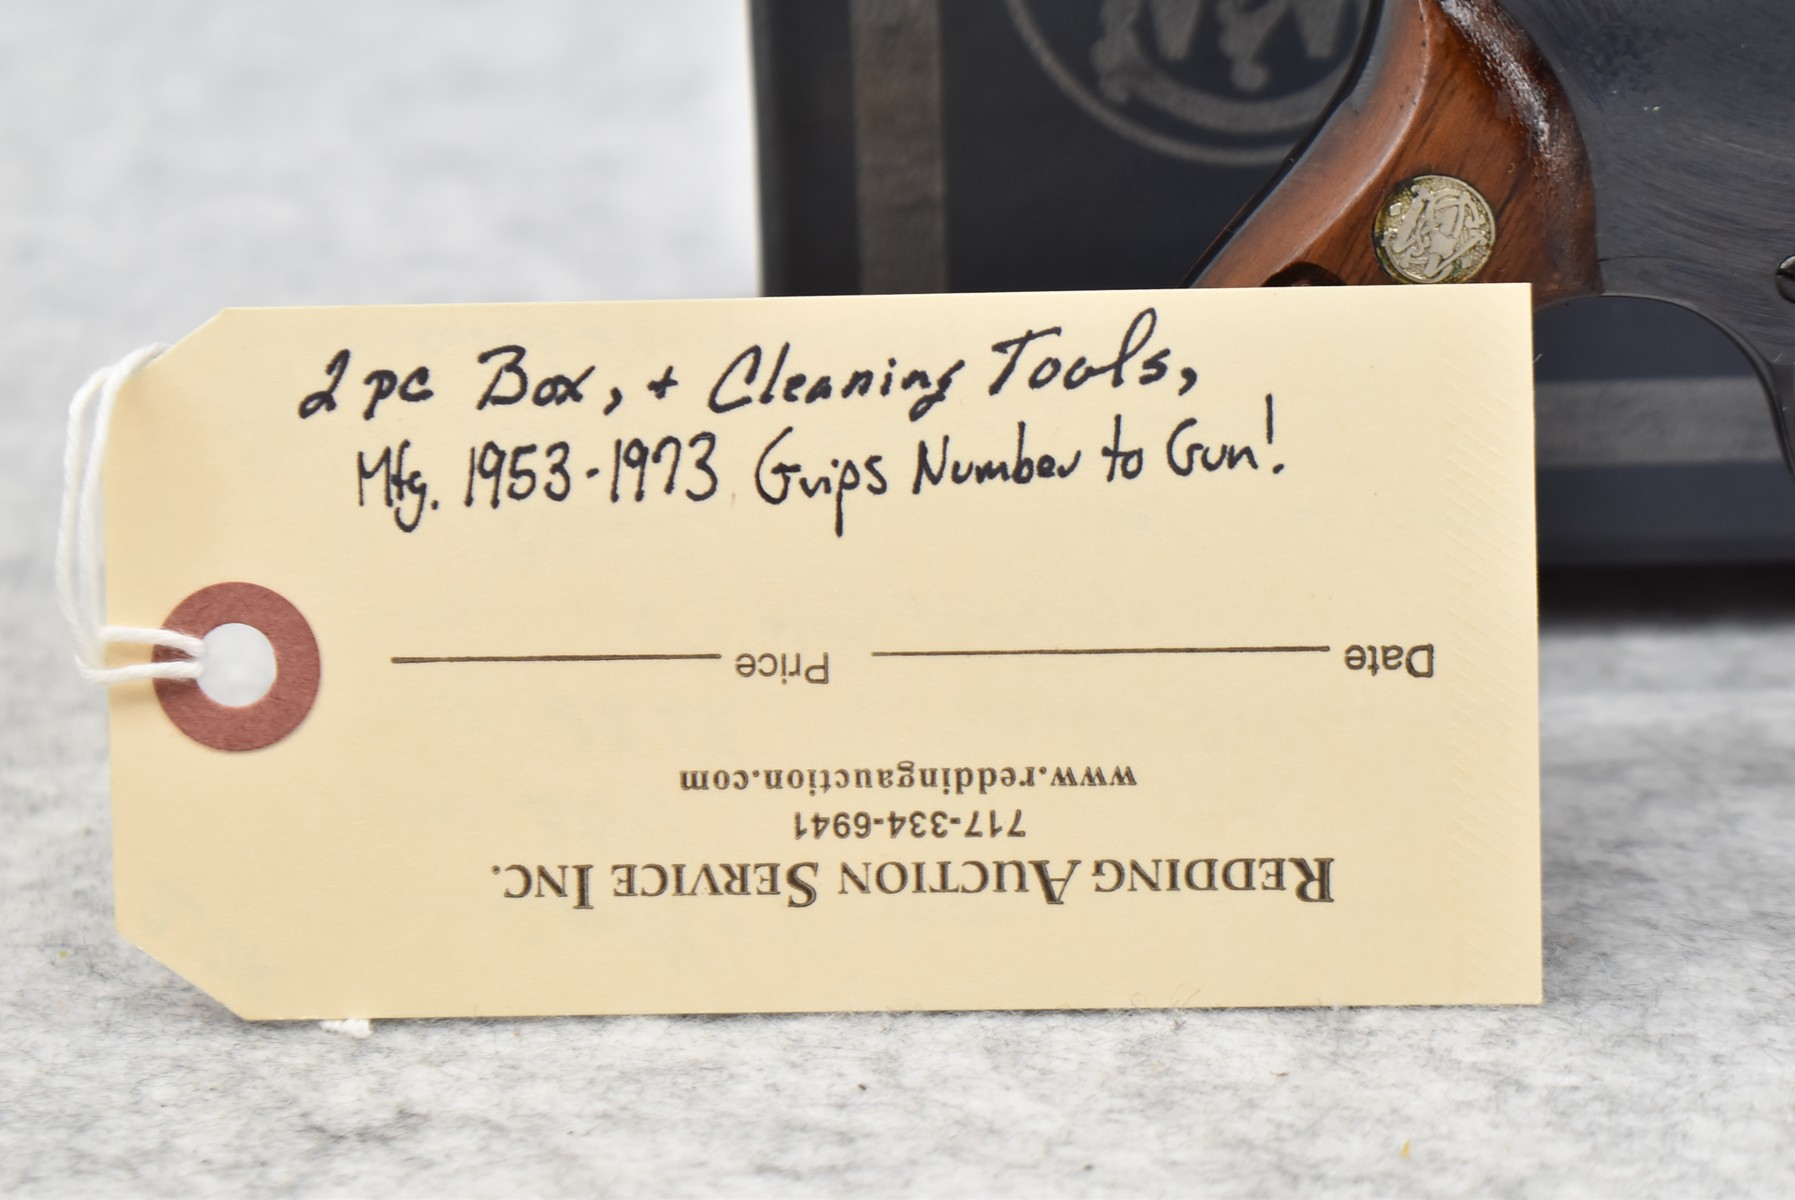 2 pc Box, + Cleaning Tools,
Mfg. 1953-1973 Grips Number to Gun!
Date Price
www.reddingauction.com
717-334-6941
REDDING AUCTION SERVICE INC.